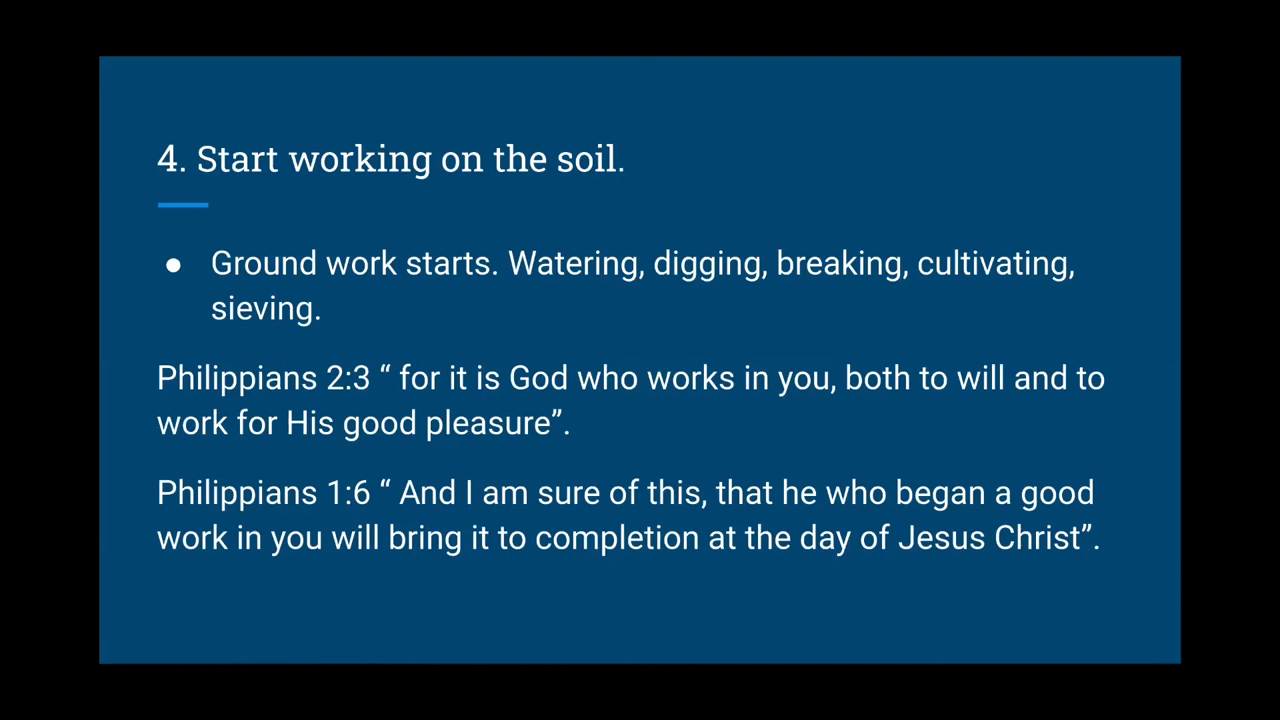 4. Start working on the soil.
● Ground work starts. Watering, digging, breaking, cultivating,
sieving.
Philippians 2:3 “ for it is God who works in you, both to will and to
work for His good pleasure”.
Philippians 1:6 “ And I am sure of this, that he who began a good
work in you will bring it to completion at the day of Jesus Christ”.